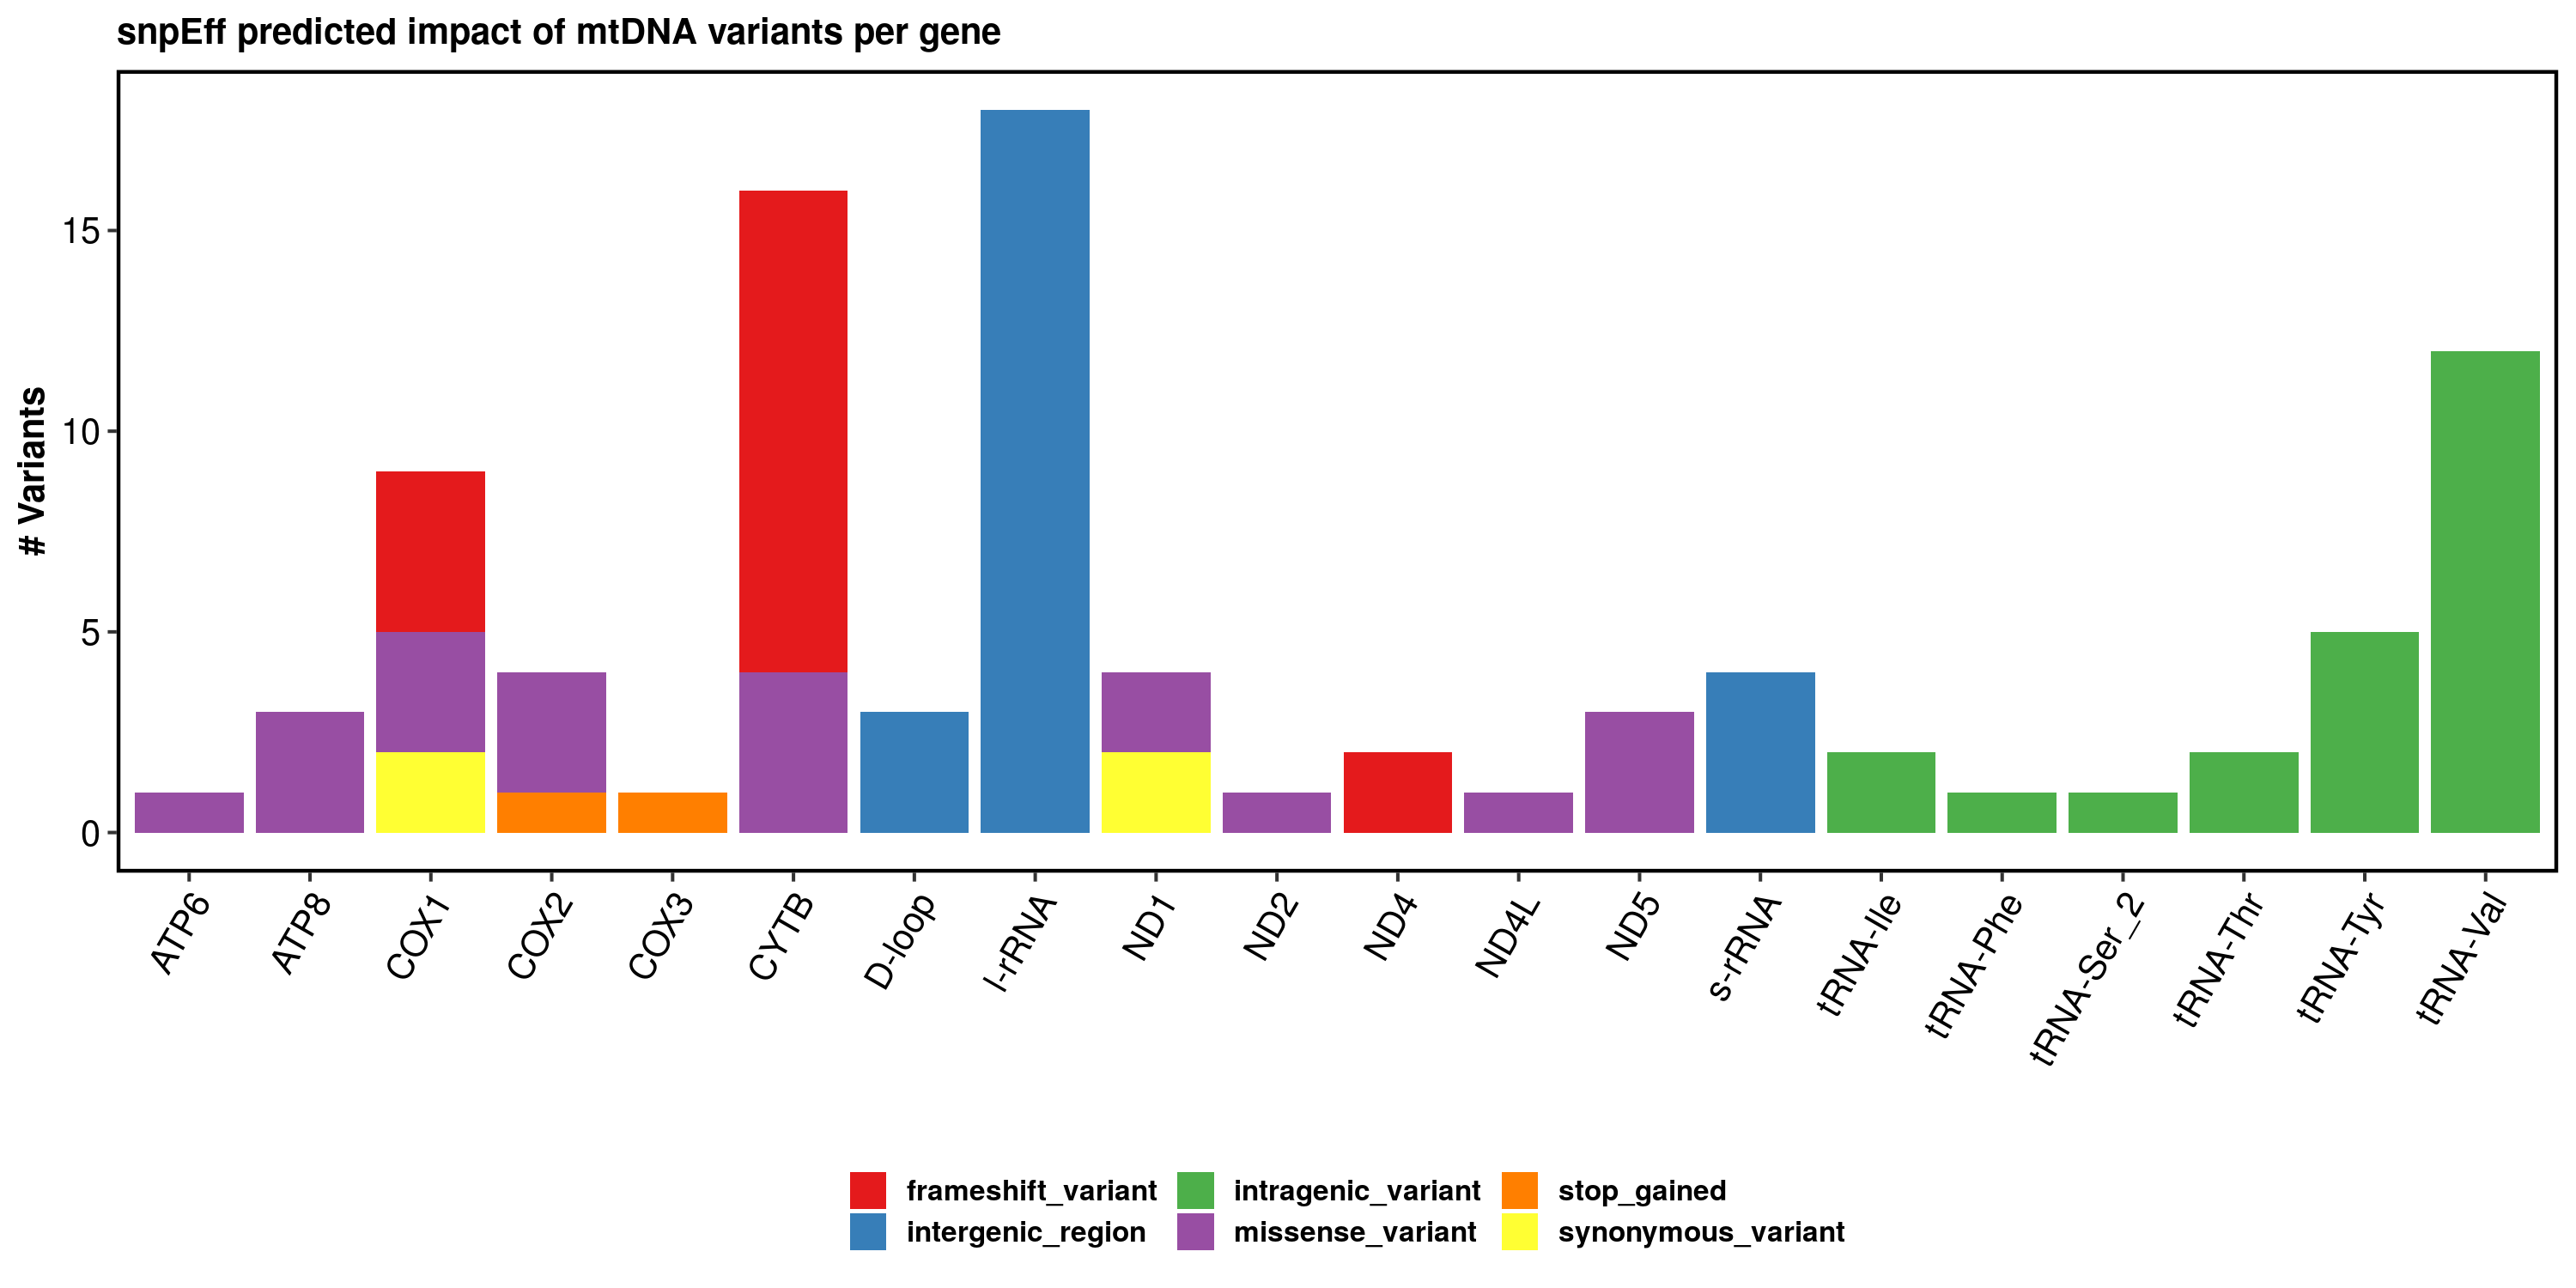 snpEff predicted impact of mtDNA variants per gene
# Variants
15
10
5
0
ATP6
ATP8
COX1
COX2
COX3
CYTB
D-loop
l-rRNA
ND1
ND2
ND4
ND4L
ND5
s-rRNA
tRNA-Ile
tRNA-Phe
tRNA-Ser_2
tRNA-Thr
tRNA-Tyr
tRNA-Val
frameshift_variant
intragenic_variant
stop_gained
intergenic_region
missense_variant
synonymous_variant